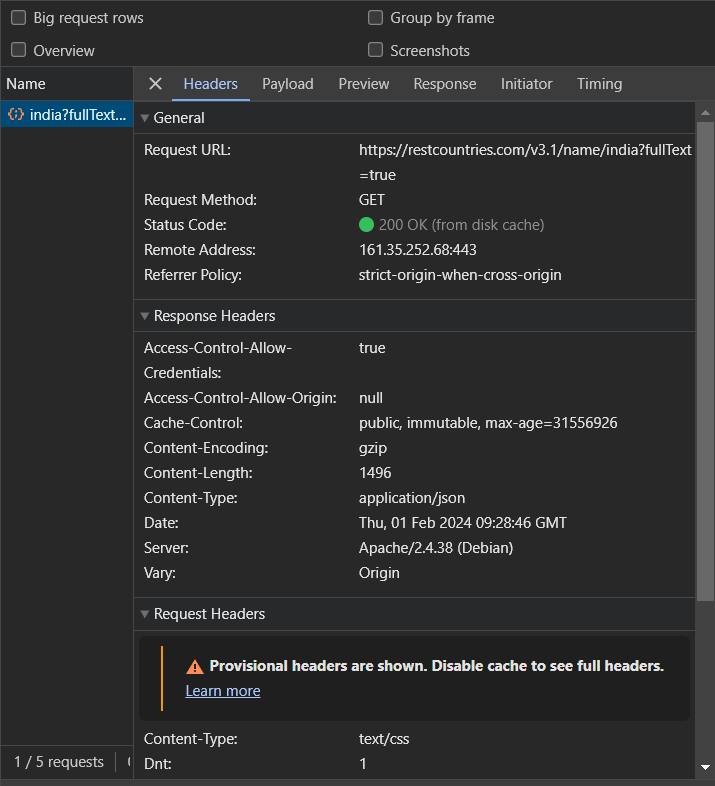 Big request rows
Group by frame
Overview
Screenshots
Name
Headers
Payload
Preview
Response
Initiator
Timing
india?fullText...
General
Request URL:
https://restcountries.com/v3.1/name/india?fullText
=true
Request Method:
GET
Status Code:
200 OK (from disk cache)
Remote Address:
161.35.252.68:443
Referrer Policy:
strict-origin-when-cross-origin
Response Headers
Access-Control-Allow-
Credentials:
true
Access-Control-Allow-Origin:
null
Cache-Control:
public, immutable, max-age=31556926
Content-Encoding:
gzip
Content-Length:
1496
Content-Type:
application/json
Date:
Thu, 01 Feb 2024 09:28:46 GMT
Server:
Apache/2.4.38 (Debian)
Vary:
Origin
Request Headers
Provisional headers are shown. Disable cache to see full headers.
Learn more
Content-Type:
text/css
Dnt:
1
1 / 5 requests